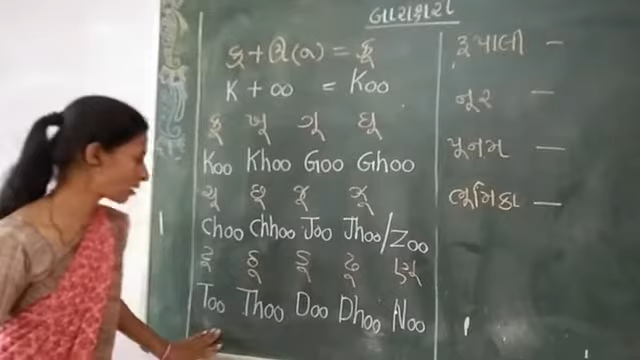 બારાક્ષરી
ક્ + ઊ (ૂ) = કૂ
K + oo = Koo
કૂ ખૂ ગૂ ઘૂ
Koo Khoo Goo Ghoo
ચૂ છૂ જૂ ઝૂ
Choo Chhoo Joo Jhoo/Zoo
ટૂ ઠૂ ડૂ ઢૂ ણૂ
Too Thoo Doo Dhoo Noo
રૂપાલી –
નૂર –
પૂનમ –
ભૂમિકા –